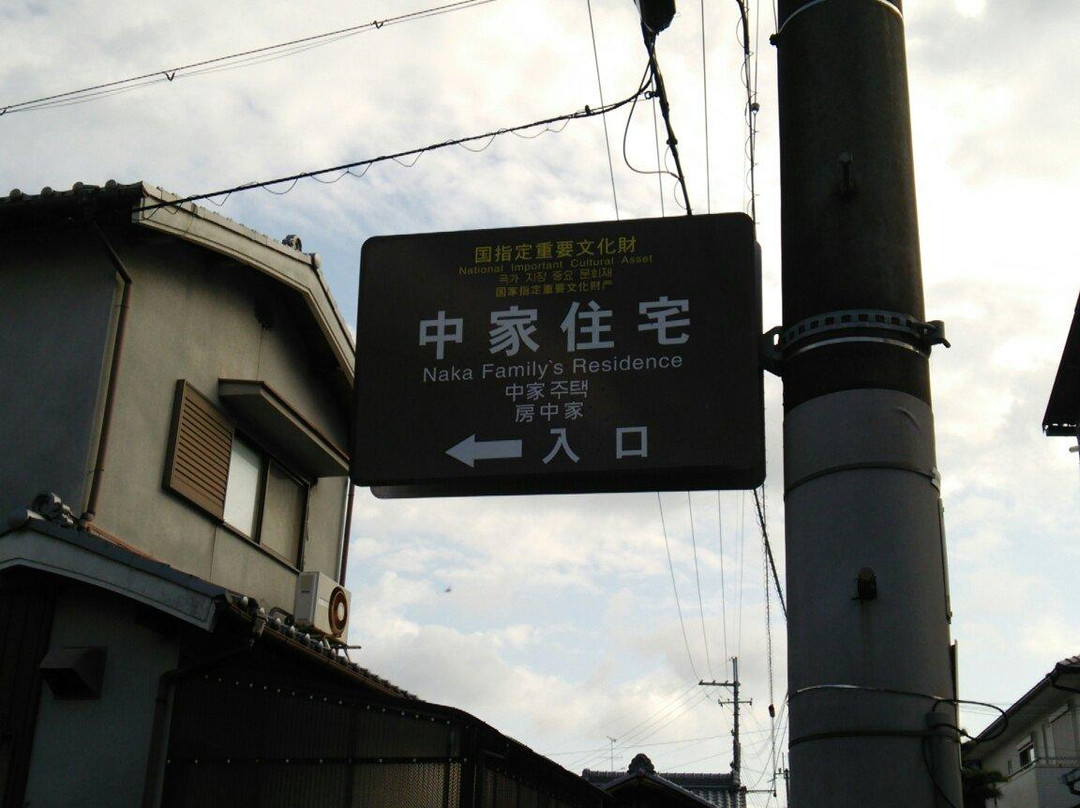 国指定重要文化財
National Important Cultural Asset
국가 지정 중요 문화재
国家指定重要文化财产
中家住宅
Naka Family's Residence
中家 주택
房中家
← 入口